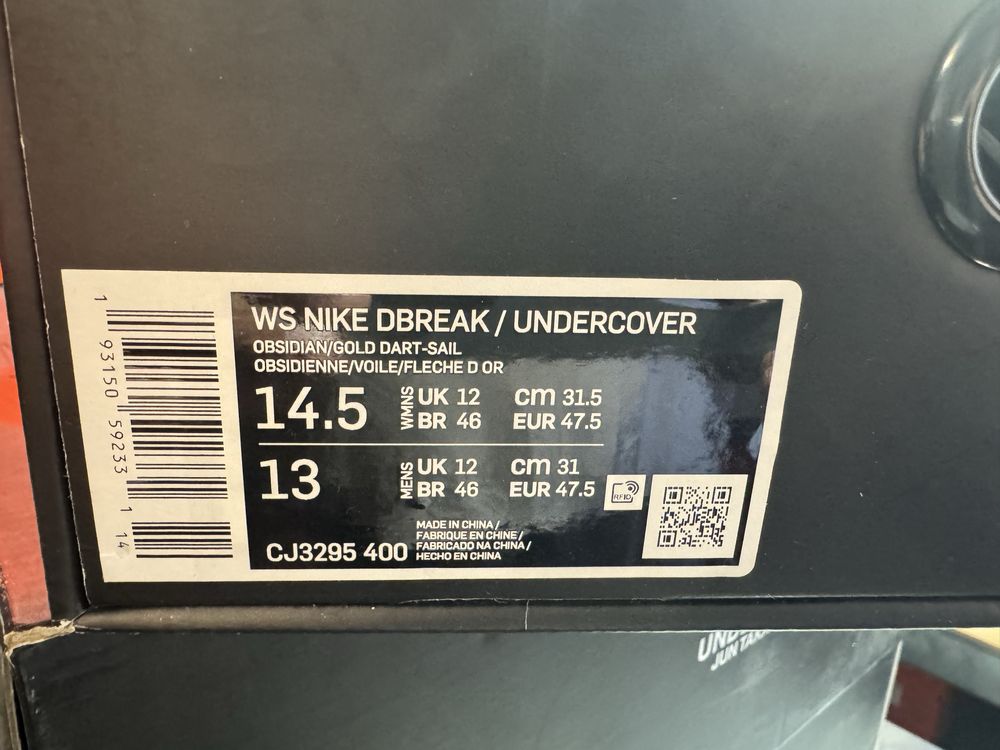 WS NIKE DBREAK / UNDERCOVER
OBSIDIAN/GOLD DART-SAIL
OBSIDIENNE/VOILE/FLECHE D OR
14.5 WMNS UK 12 cm 31.5
BR 46 EUR 47.5
13 MENS UK 12 cm 31
BR 46 EUR 47.5
RFID
MADE IN CHINA /
FABRIQUE EN CHINE /
CJ3295 400 FABRICADO NA CHINA /
HECHO EN CHINA
1 93150 59233 1 14
JUN